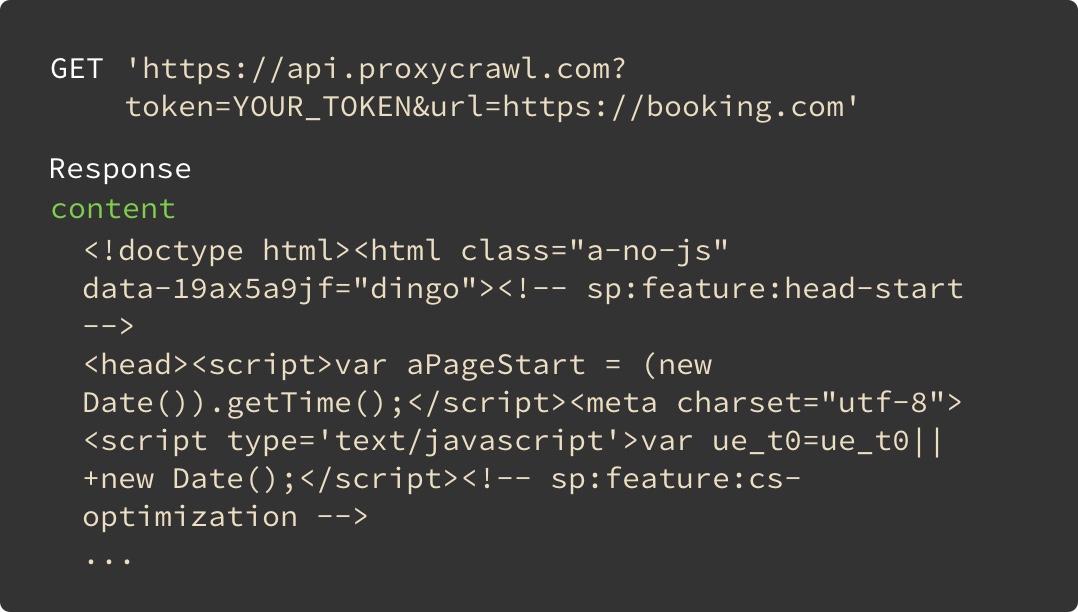 GET 'https://api.proxycrawl.com?
token=YOUR_TOKEN&url=https://booking.com'
Response
content
<!doctype html><html class="a-no-js"
data-19ax5a9jf="dingo"><!-- sp:feature:head-start
-->
<head><script>var aPageStart = (new
Date()).getTime();</script><meta charset="utf-8">
<script type='text/javascript'>var ue_t0=ue_t0||
+new Date();</script><!-- sp:feature:cs-
optimization -->
...